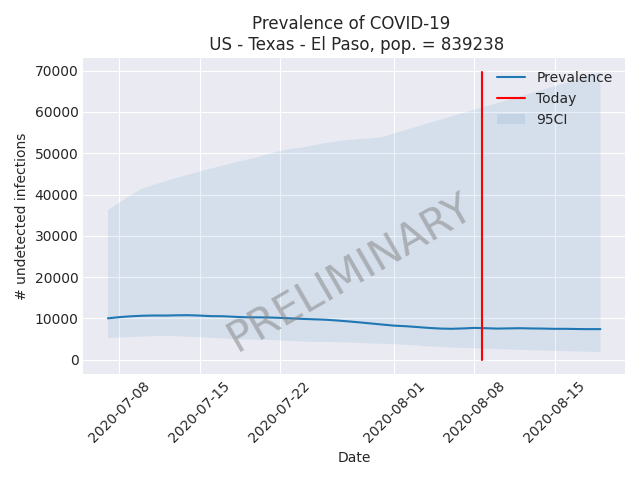 Prevalence of COVID-19
US - Texas - El Paso, pop. = 839238
70000
60000
50000
40000
30000
20000
10000
0
# undetected infections
Prevalence
Today
95CI
PRELIMINARY
2020-07-08
2020-07-15
2020-07-22
2020-08-01
2020-08-08
2020-08-15
Date